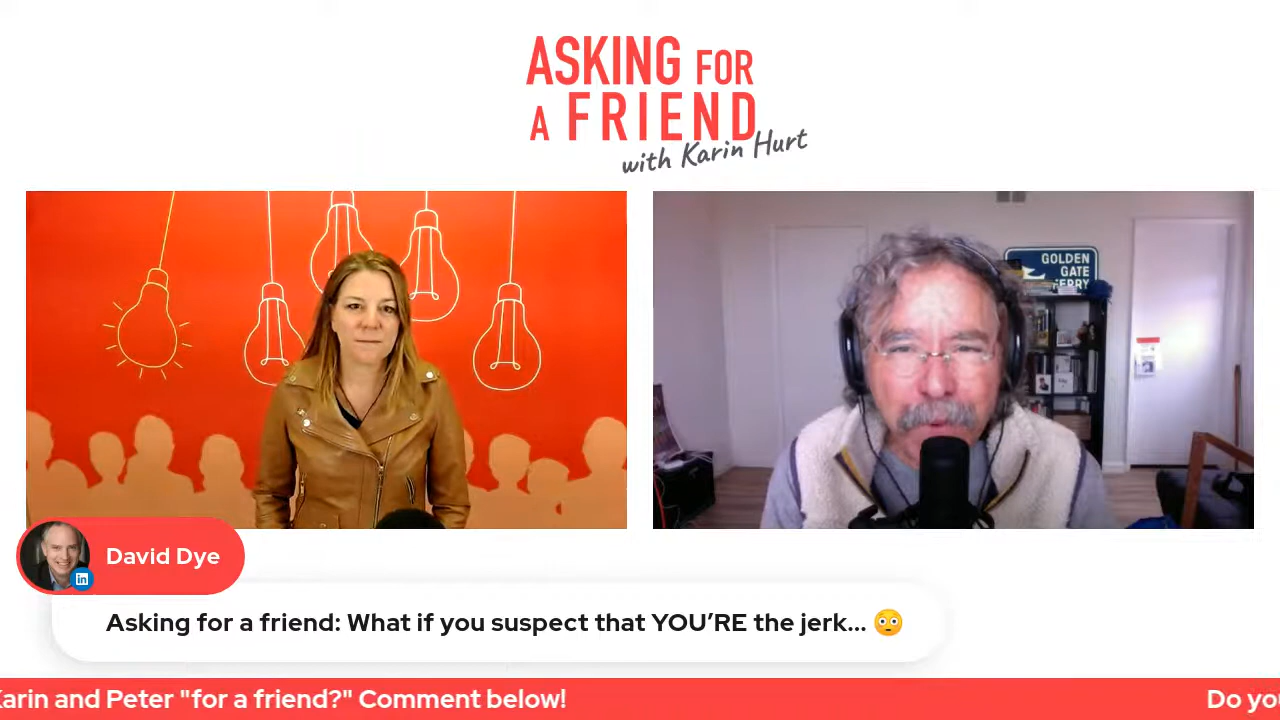 ASKING FOR
A FRIEND
with Karin Hurt
GOLDEN
GATE
David Dye
in
Asking for a friend: What if you suspect that YOU’RE the jerk... 😳
Karin and Peter "for a friend?" Comment below!
Do you